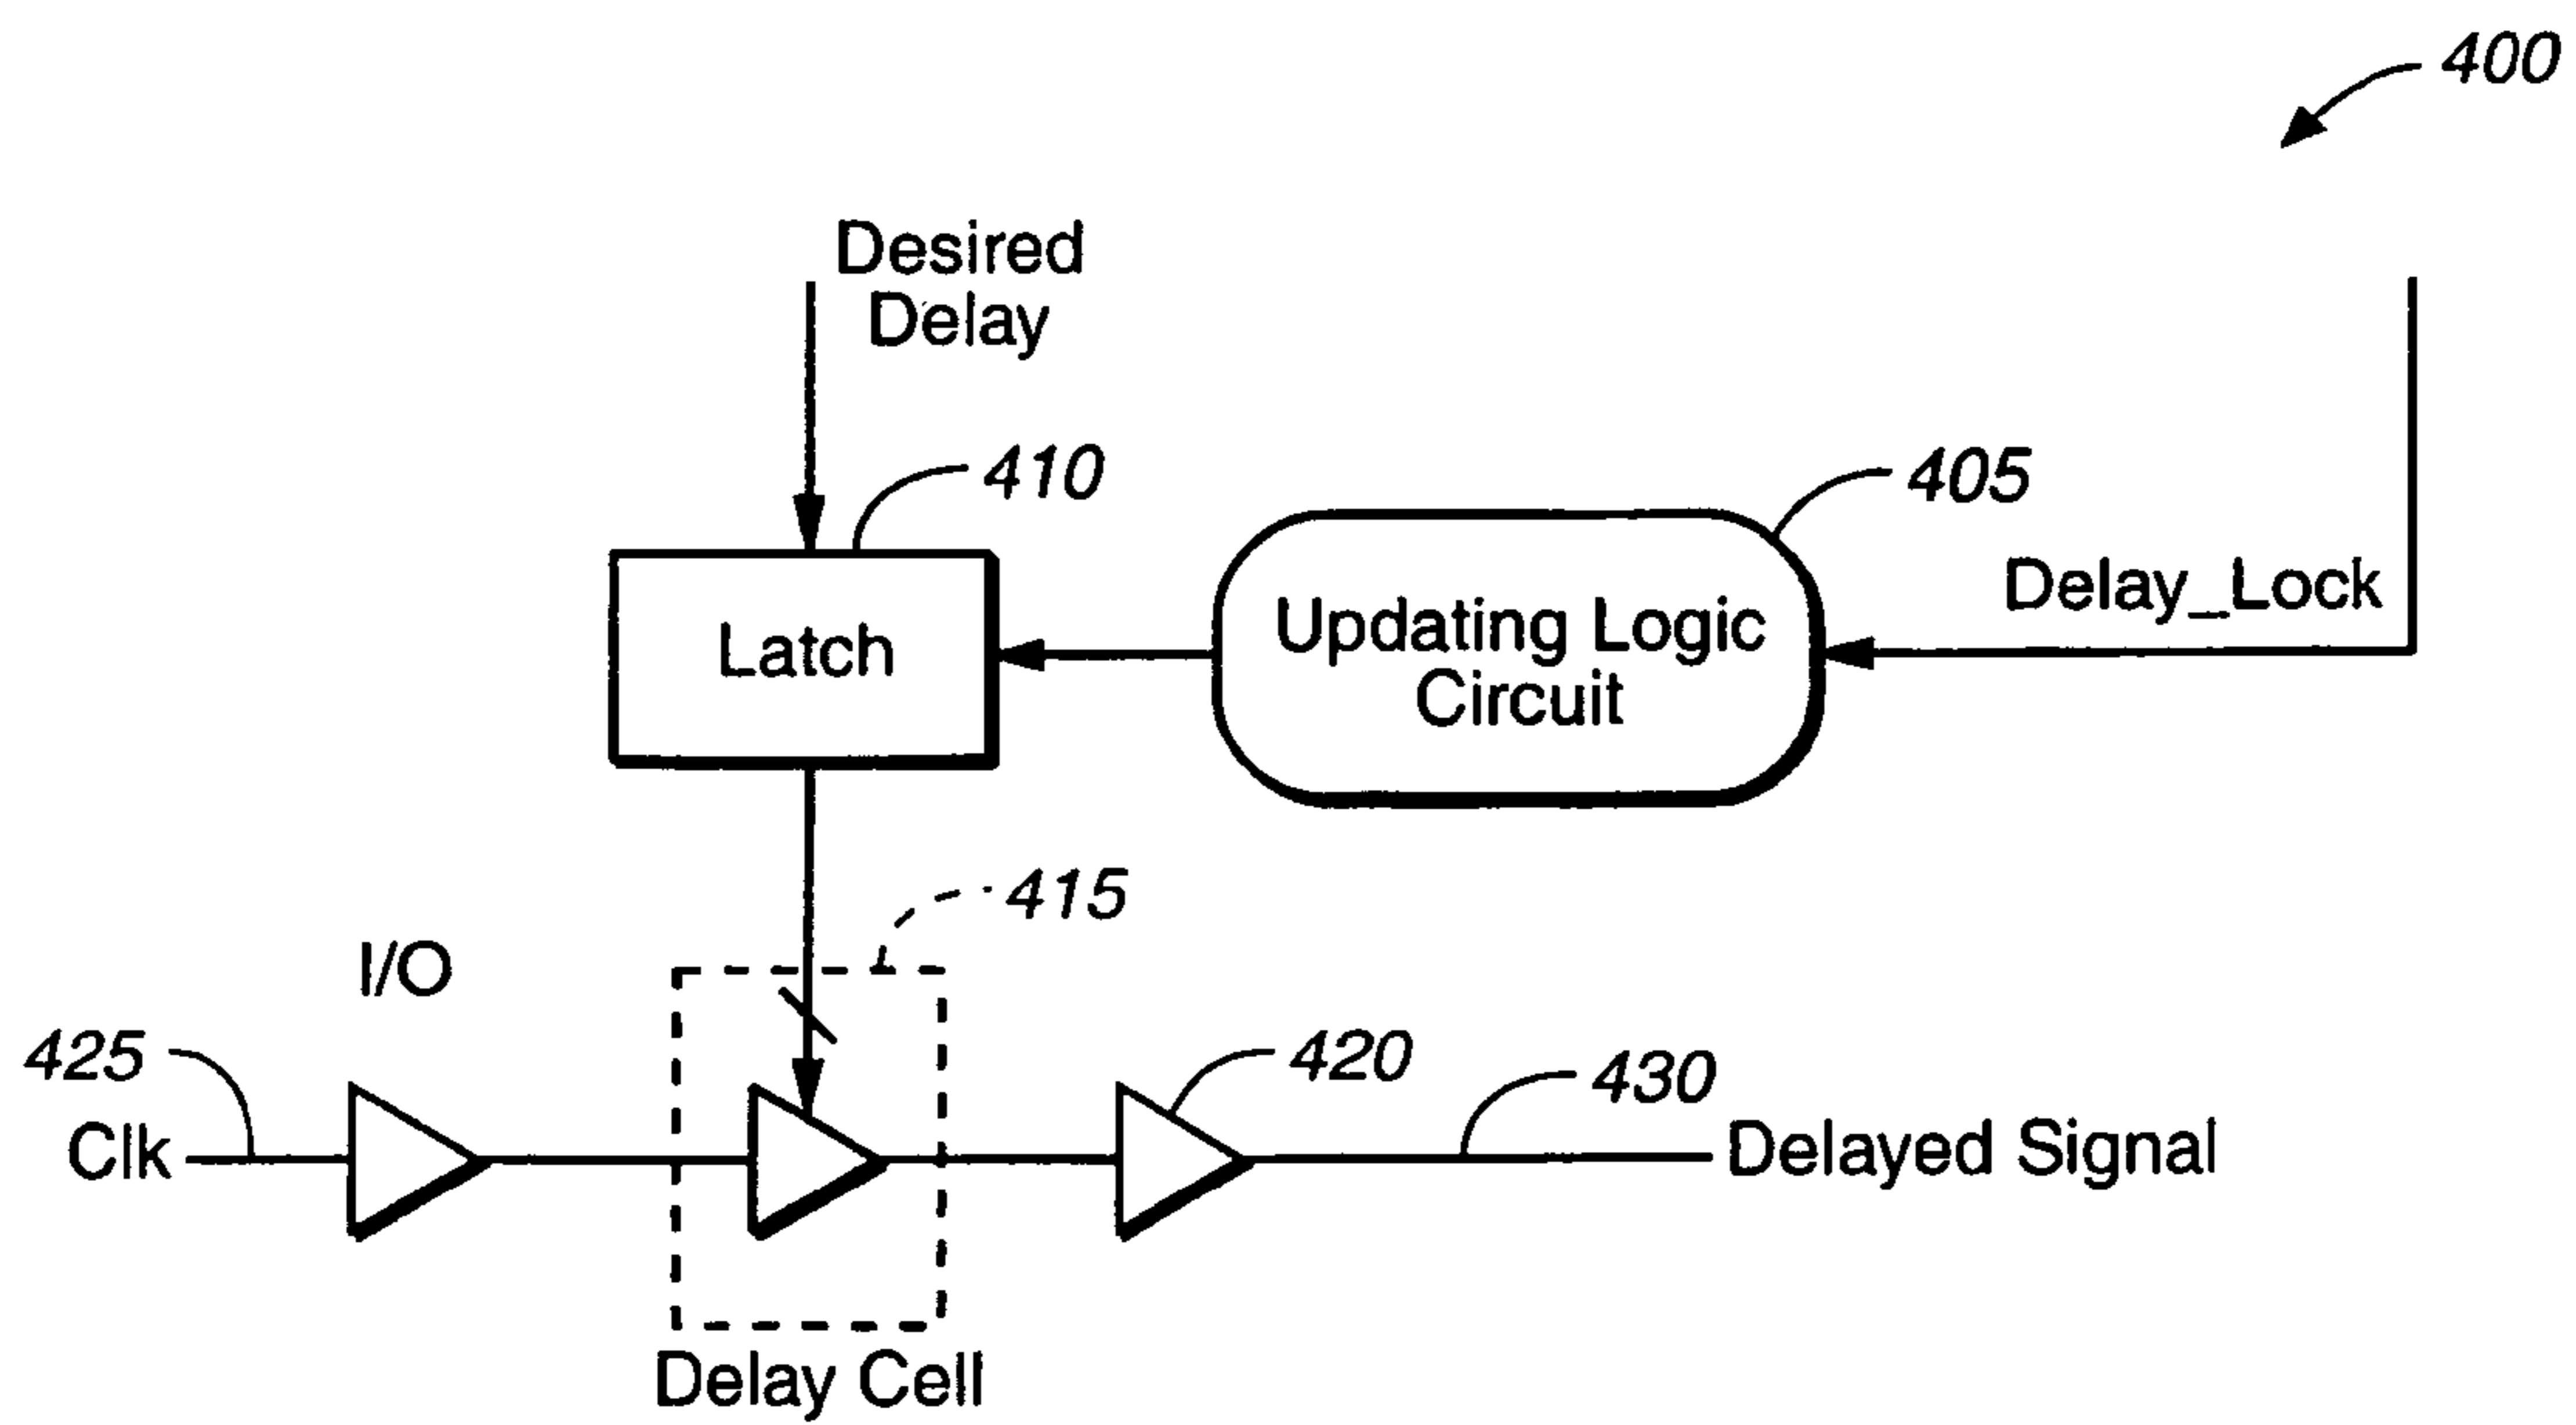 400
Desired
Delay
410
405
Delay_Lock
Latch
Updating Logic
Circuit
415
I/O
425
420
430
Clk
Delayed Signal
Delay Cell